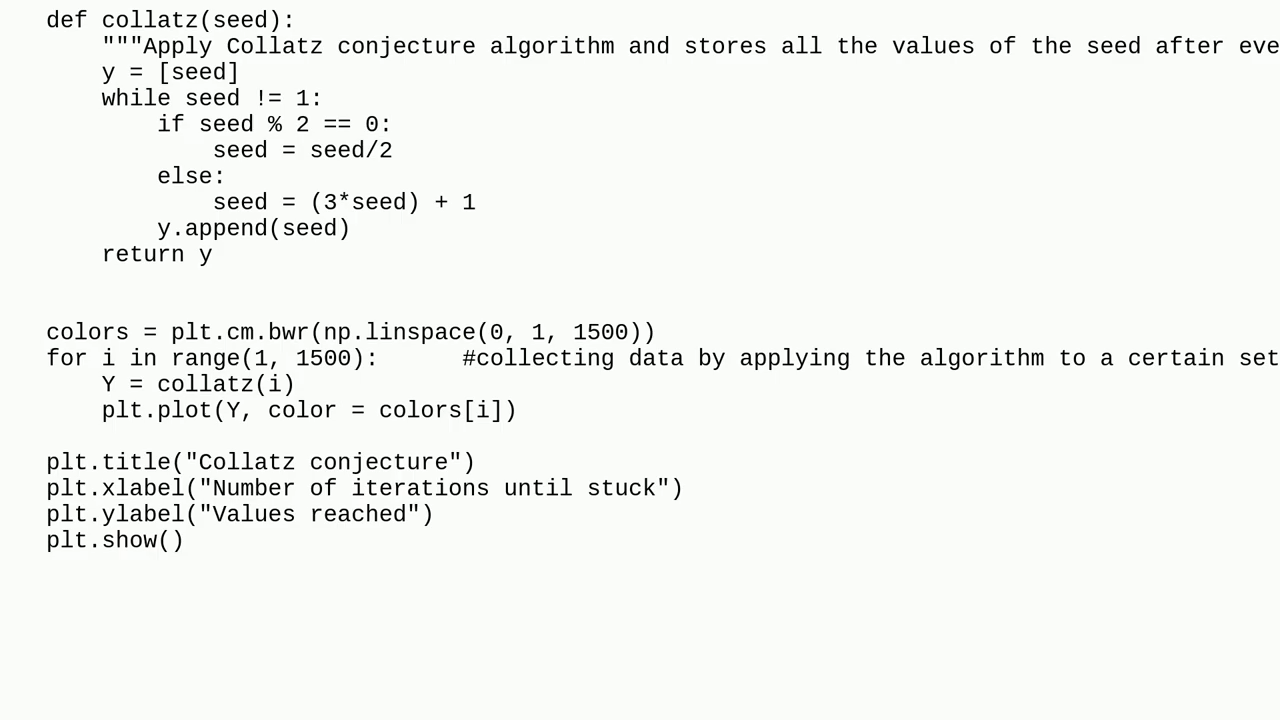 def collatz(seed):
    """Apply Collatz conjecture algorithm and stores all the values of the seed after
    y = [seed]
    while seed != 1:
        if seed % 2 == 0:
            seed = seed/2
        else:
            seed = (3*seed) + 1
        y.append(seed)
    return y
colors = plt.cm.bwr(np.linspace(0, 1, 1500))
for i in range(1, 1500):      #collecting data by applying the algorithm to a certain set
    Y = collatz(i)
    plt.plot(Y, color = colors[i])
plt.title("Collatz conjecture")
plt.xlabel("Number of iterations until stuck")
plt.ylabel("Values reached")
plt.show()